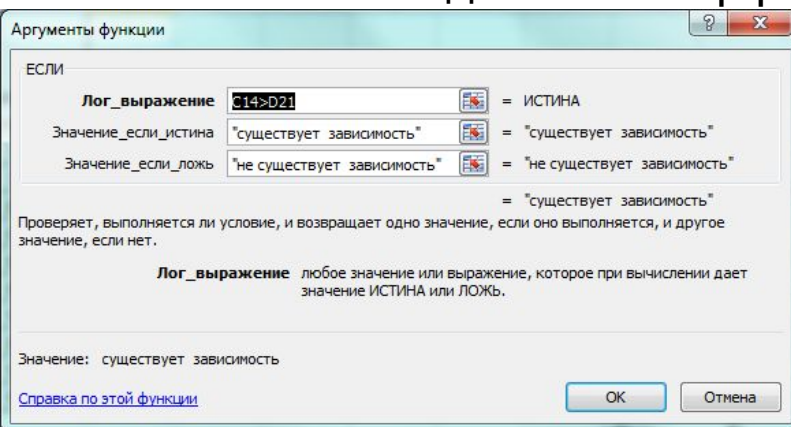 Аргументы функции
ЕСЛИ
Лог_выражение C14>D21 = ИСТИНА
Значение_если_истина "существует зависимость" = "существует зависимость"
Значение_если_ложь "не существует зависимость" = "не существует зависимость"
= "существует зависимость"
Проверяет, выполняется ли условие, и возвращает одно значение, если оно выполняется, и другое
значение, если нет.
Лог_выражение любое значение или выражение, которое при вычислении дает
значение ИСТИНА или ЛОЖЬ.
Значение: существует зависимость
Справка по этой функции
ОК Отмена